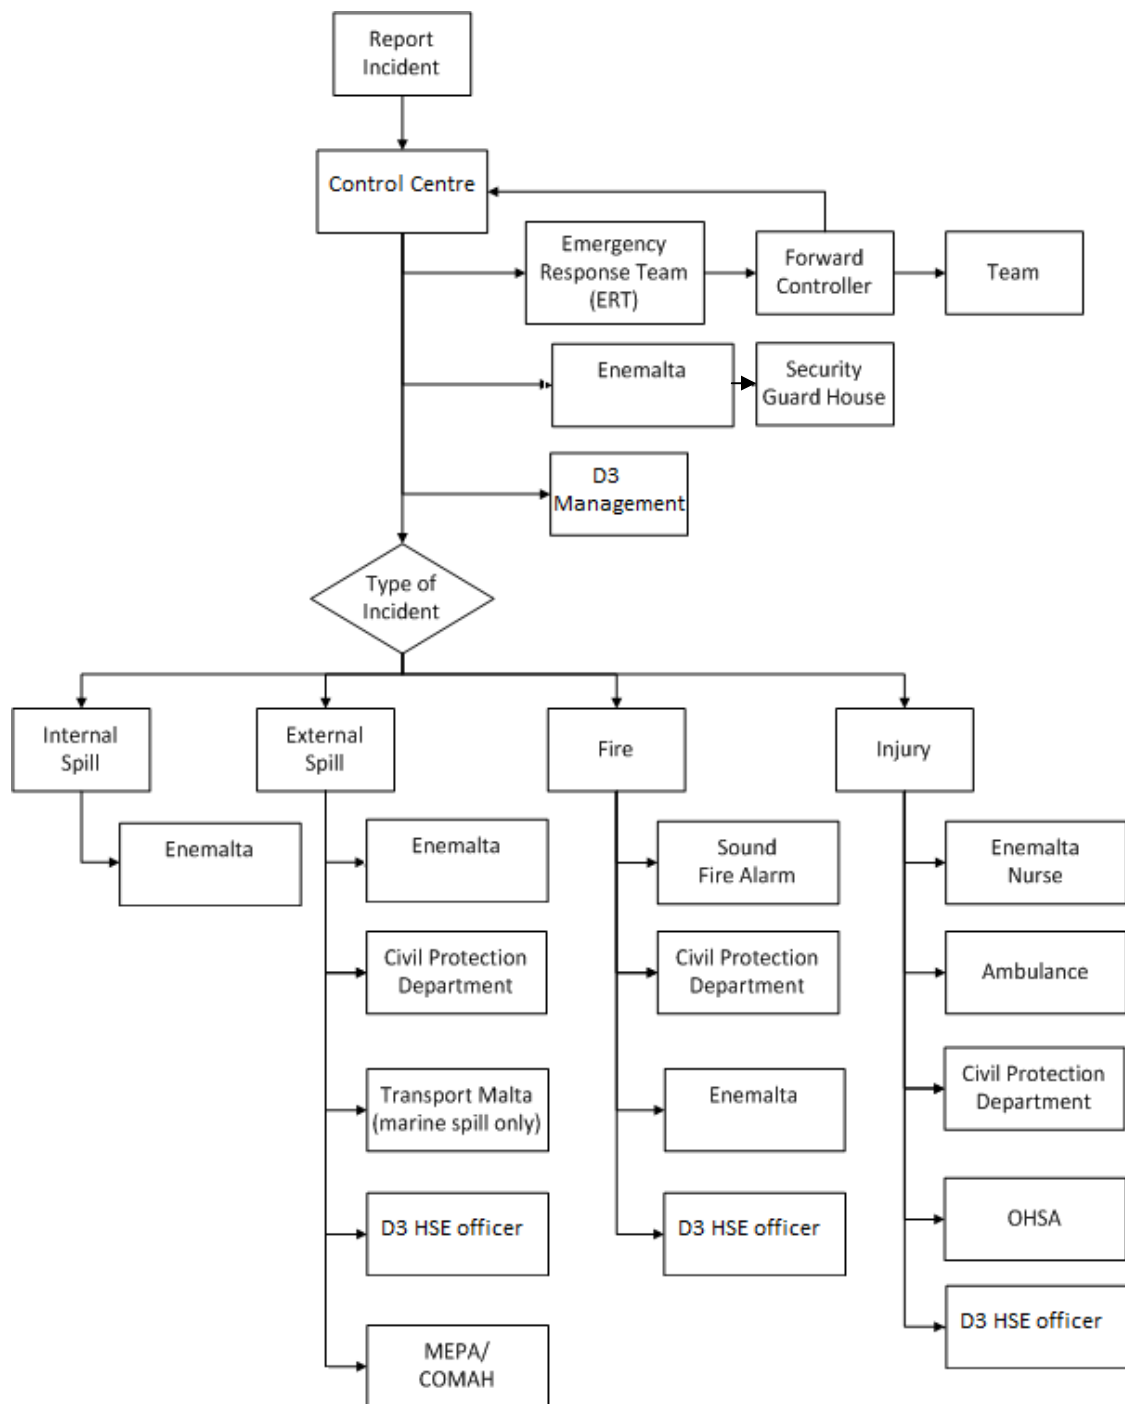 Report
Incident
Control Centre
Emergency
Response Team
(ERT)
Forward
Controller
Team
Enemalta
Security
Guard House
D3
Management
Type of
Incident
Internal
Spill
External
Spill
Fire
Injury
Enemalta
Enemalta
Sound
Fire Alarm
Enemalta
Nurse
Civil Protection
Department
Civil Protection
Department
Ambulance
Transport Malta
(marine spill only)
Enemalta
Civil Protection
Department
D3 HSE officer
D3 HSE officer
OHSA
MEPA/
COMAH
D3 HSE officer